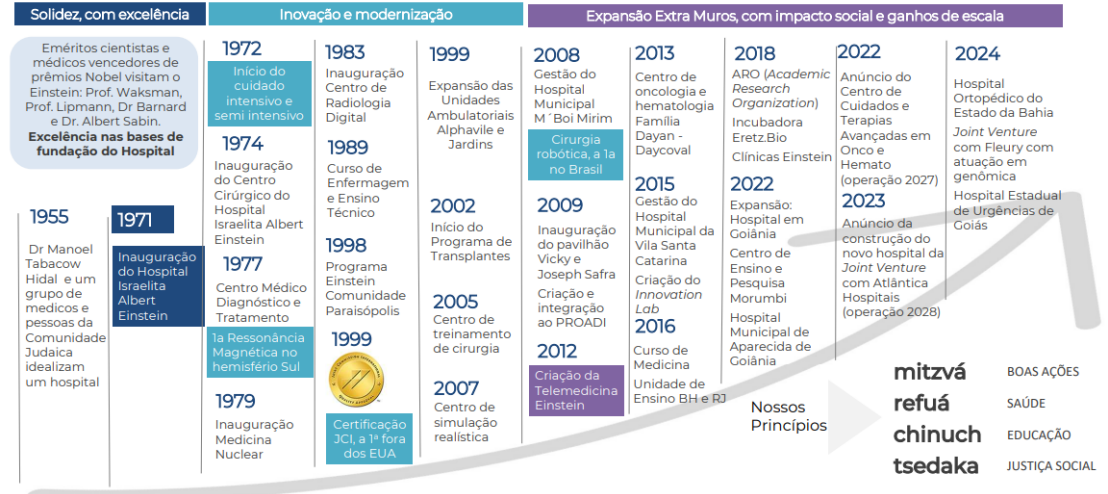 Solidez, com excelência
Inovação e modernização
Expansão Extra Muros, com impacto social e ganhos de escala
Eméritos cientistas e
médicos vencedores de
prêmios Nobel visitam o
Einstein: Prof. Waksman,
Prof. Lipmann, Dr Barnard
e Dr. Albert Sabin.
Excelência nas bases de
fundação do Hospital
1955
Dr Manoel
Tabacow
Hidal e um
grupo de
medicos e
pessoas da
Comunidade
Judaica
idealizam
um hospital
1971
Inauguração
do Hospital
Israelita
Albert
Einstein
1972
Início do
cuidado
intensivo e
semi intensivo
1974
Inauguração
do Centro
Cirúrgico do
Hospital
Israelita Albert
Einstein
1977
Centro Médico
Diagnóstico e
Tratamento
1a Ressonância
Magnética no
hemisfério Sul
1979
Inauguração
Medicina
Nuclear
1983
Inauguração
Centro de
Radiologia
Digital
1989
Curso de
Enfermagem
e Ensino
Técnico
1998
Programa
Einstein
Comunidade
Paraisópolis
1999
Certificação
JCI, a 1ª fora
dos EUA
1999
Expansão das
Unidades
Ambulatoriais
Alphavile e
Jardins
2002
Início do
Programa de
Transplantes
2005
Centro de
treinamento
de cirurgia
2007
Centro de
simulação
realística
2008
Gestão do
Hospital
Municipal
M´Boi Mirim
Cirurgia
robótica, a 1a
no Brasil
2009
Inauguração
do pavilhão
Vicky e
Joseph Safra
Criação e
integração
ao PROADI
2012
Criação da
Telemedicina
Einstein
2013
Centro de
oncologia e
hematologia
Família
Dayan -
Daycoval
2015
Gestão do
Hospital
Municipal da
Vila Santa
Catarina
Criação do
Innovation
Lab
2016
Curso de
Medicina
Unidade de
Ensino BH e RJ
2018
ARO (Academic
Research
Organization)
Incubadora
Eretz.Bio
Clínicas Einstein
2022
Expansão:
Hospital em
Goiânia
Centro de
Ensino e
Pesquisa
Morumbi
Hospital
Municipal de
Aparecida de
Goiânia
2022
Anúncio do
Centro de
Cuidados e
Terapias
Avançadas em
Onco e
Hemato
(operação 2027)
2023
Anúncio da
construção do
novo hospital da
Joint Venture
com Atlântica
Hospitais
(operação 2028)
2024
Hospital
Ortopédico do
Estado da Bahia
Joint Venture
com Fleury com
atuação em
genômica
Hospital Estadual
de Urgências de
Goiás
Nossos
Princípios
mitzvá BOAS AÇÕES
refuá SAÚDE
chinuch EDUCAÇÃO
tsedaka JUSTIÇA SOCIAL